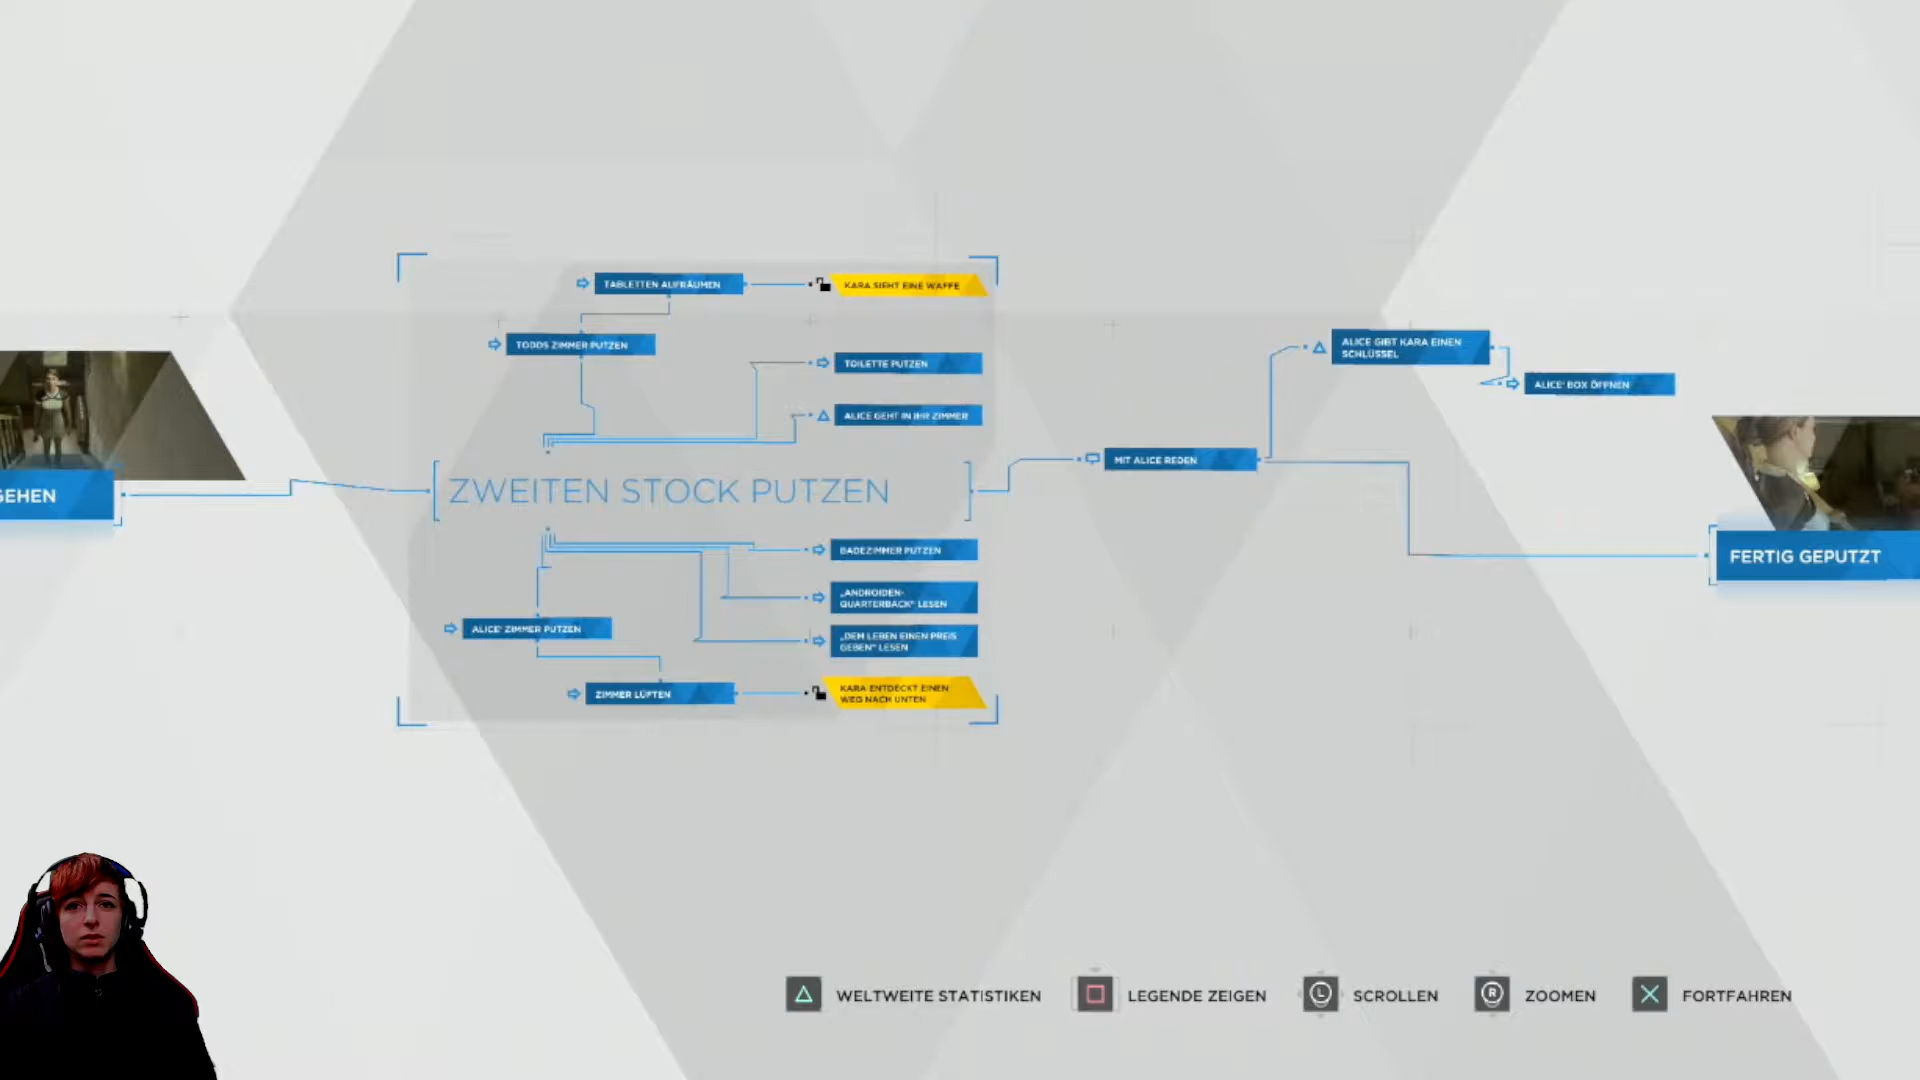 TABLETTEN AUFRÄUMEN
KARA SIEHT EINE WAFFE
TODDS ZIMMER PUTZEN
TOILETTE PUTZEN
ALICE GEHT IN IHR ZIMMER
ALICE GIBT KARA EINEN
SCHLÜSSEL
ALICE' BOX ÖFFNEN
MIT ALICE REDEN
ZWEITEN STOCK PUTZEN
GEHEN
FERTIG GEPUTZT
BADEZIMMER PUTZEN
„ANDROIDEN-
QUARTERBACK“ LESEN
ALICE' ZIMMER PUTZEN
„DEM LEBEN EINEN PREIS
GEBEN“ LESEN
ZIMMER LÜFTEN
KARA ENTDECKT EINEN
WEG NACH UNTEN
WELTWEITE STATISTIKEN
LEGENDE ZEIGEN
L
SCROLLEN
R
ZOOMEN
FORTFAHREN